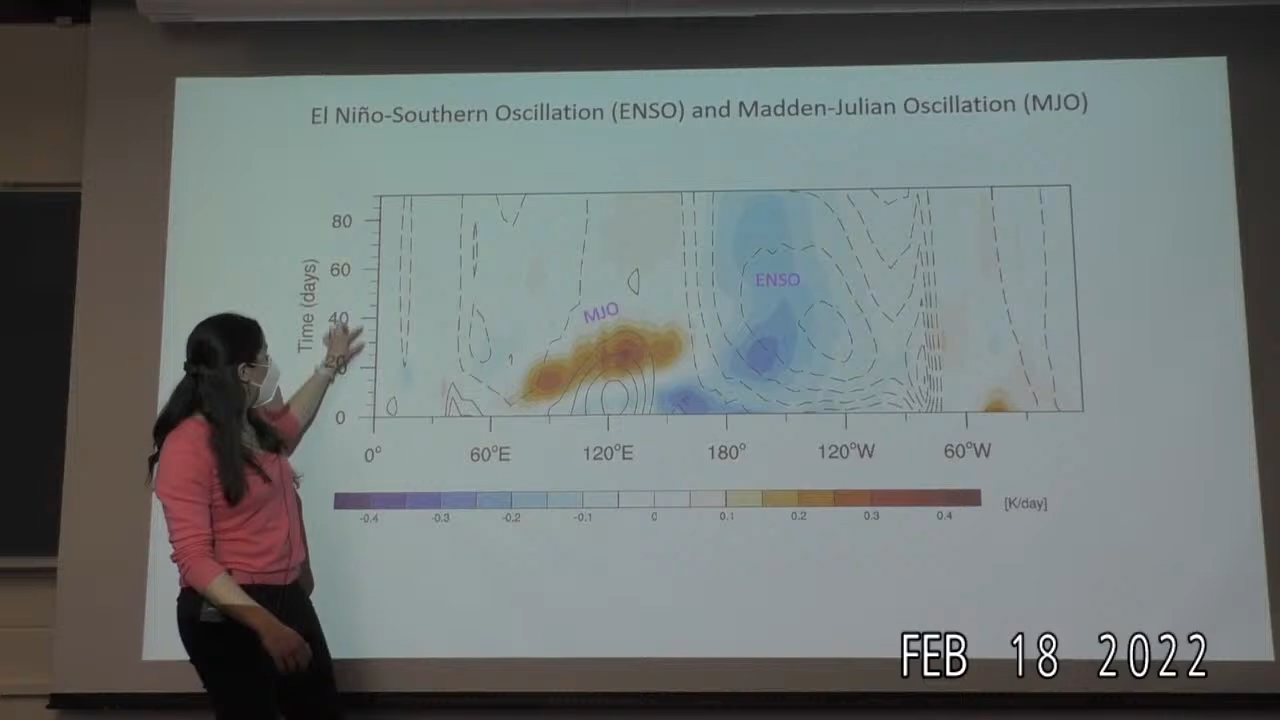 El Niño-Southern Oscillation (ENSO) and Madden-Julian Oscillation (MJO)
80
60
40
20
0
Time (days)
ENSO
MJO
0° 60°E 120°E 180° 120°W 60°W
-0.4 -0.3 -0.2 -0.1 0 0.1 0.2 0.3 0.4
[K/day]
FEB 18 2022